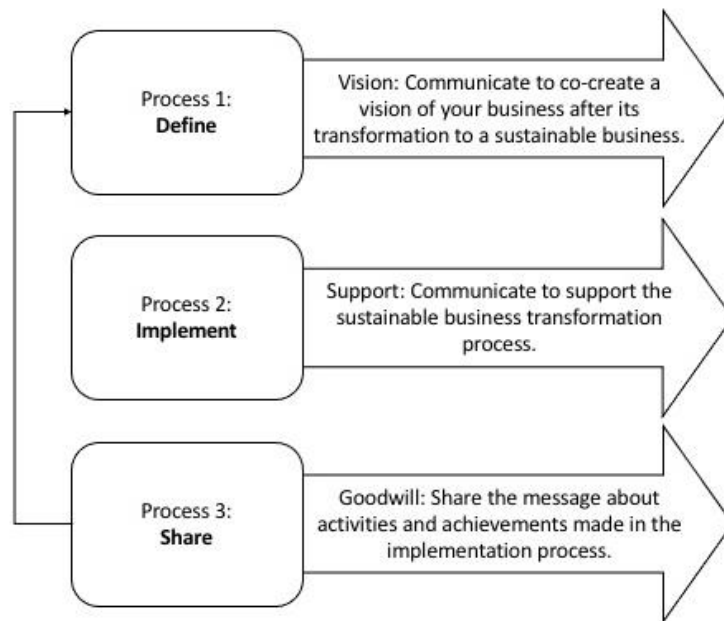 Process 1:
Define
Vision: Communicate to co-create a
vision of your business after its
transformation to a sustainable business.
Process 2:
Implement
Support: Communicate to support the
sustainable business transformation
process.
Process 3:
Share
Goodwill: Share the message about
activities and achievements made in the
implementation process.